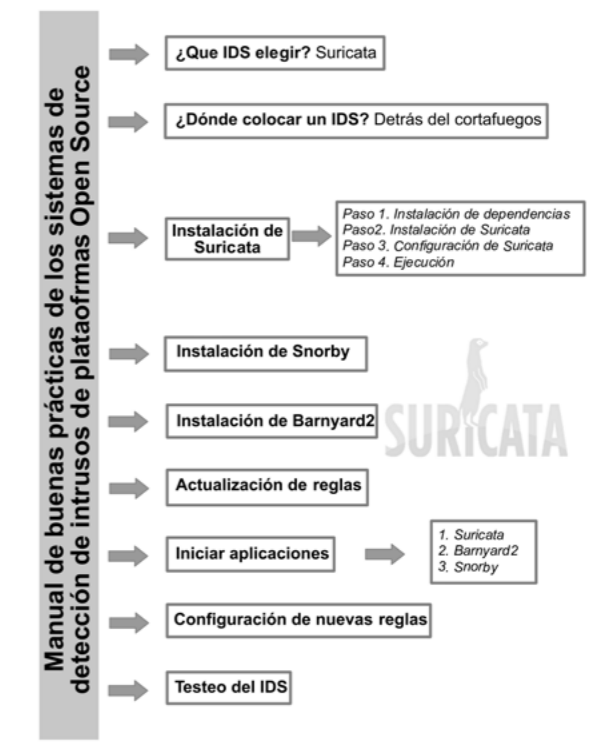 Manual de buenas prácticas de los sistemas de
detección de intrusos de plataofrmas Open Source
¿Que IDS elegir? Suricata
¿Dónde colocar un IDS? Detrás del cortafuegos
Instalación de
Suricata
Paso 1. Instalación de dependencias
Paso2. Instalación de Suricata
Paso 3. Configuración de Suricata
Paso 4. Ejecución
Instalación de Snorby
Instalación de Barnyard2
SURICATA
Actualización de reglas
Iniciar aplicaciones
1. Suricata
2. Barnyard2
3. Snorby
Configuración de nuevas reglas
Testeo del IDS